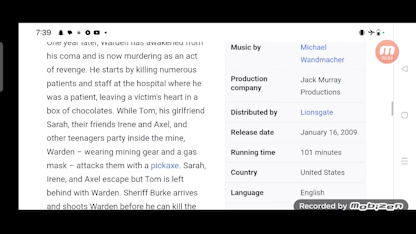 7:39
One year later, Warden has awakened from
his coma and is now murdering as an act
of revenge. He starts by killing numerous
patients and staff at the hospital where he
was a patient, leaving a victim's heart in a
box of chocolates. While Tom, his girlfriend
Sarah, their friends Irene and Axel, and
other teenagers party inside the mine,
Warden – wearing mining gear and a gas
mask – attacks them with a pickaxe. Sarah,
Irene, and Axel escape but Tom is left
behind with Warden. Sheriff Burke arrives
and shoots Warden before he can kill the
Music by Michael
Wandmacher
Production Jack Murray
company Productions
Distributed by Lionsgate
Release date January 16, 2009
Running time 101 minutes
Country United States
Language English
Recorded by Mobizen